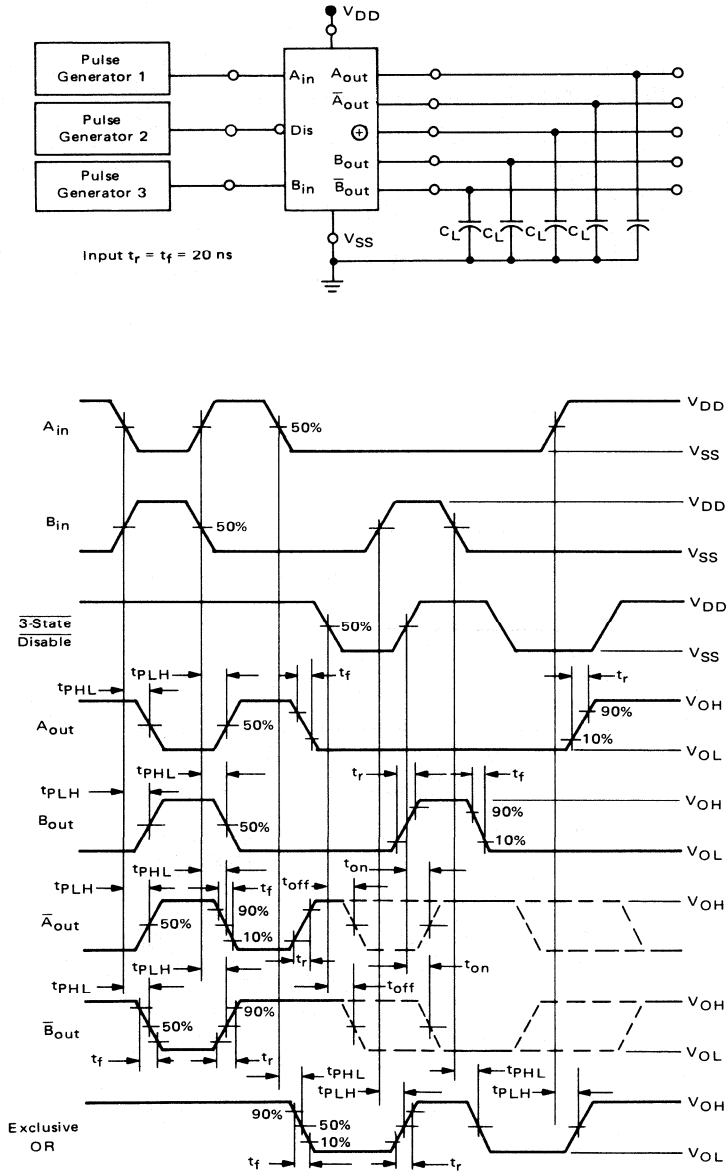 VDD
Pulse
Generator 1
Pulse
Generator 2
Pulse
Generator 3
Ain
Dis
Bin
Aout
A̅out
⊕
Bout
B̅out
VSS
CL CL CL CL
Input tr = tf = 20 ns
Ain
50%
VDD
VSS
Bin
50%
VDD
VSS
3-State
Disable
50%
VDD
VSS
tPHL
tPLH
tf
tr
Aout
50%
90%
10%
VOH
VOL
tPLH
tPHL
tr
tf
Bout
50%
90%
10%
VOH
VOL
tPLH
tPHL
tf
toff
ton
A̅out
50%
90%
10%
tr
VOH
VOL
tPHL
tPLH
toff
ton
B̅out
50%
90%
tf
tr
VOH
VOL
tPHL
tPLH
tPHL
tPLH
Exclusive
OR
90%
50%
10%
tf
tr
VOH
VOL